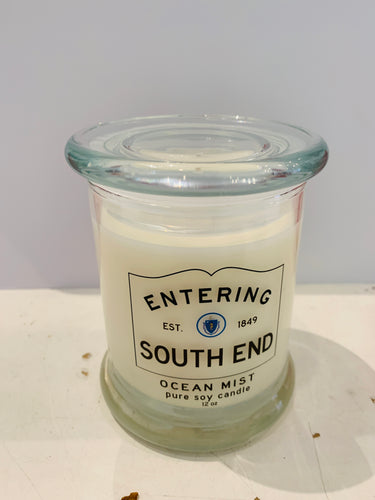 ENTERING
EST. 1849
SOUTH END
OCEAN MIST
pure soy candle
12 oz